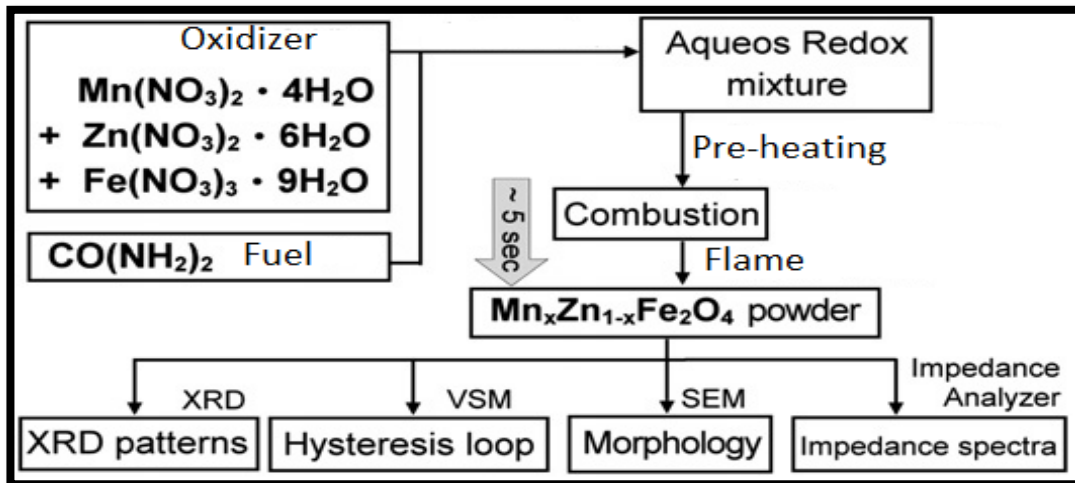 Oxidizer
Mn(NO₃)₂ · 4H₂O
+ Zn(NO₃)₂ · 6H₂O
+ Fe(NO₃)₃ · 9H₂O
CO(NH₂)₂ Fuel
Aqueos Redox
mixture
Pre-heating
Combustion
~ 5 sec
Flame
MnₓZn₁₋ₓFe₂O₄ powder
XRD
VSM
SEM
Impedance
Analyzer
XRD patterns
Hysteresis loop
Morphology
Impedance spectra